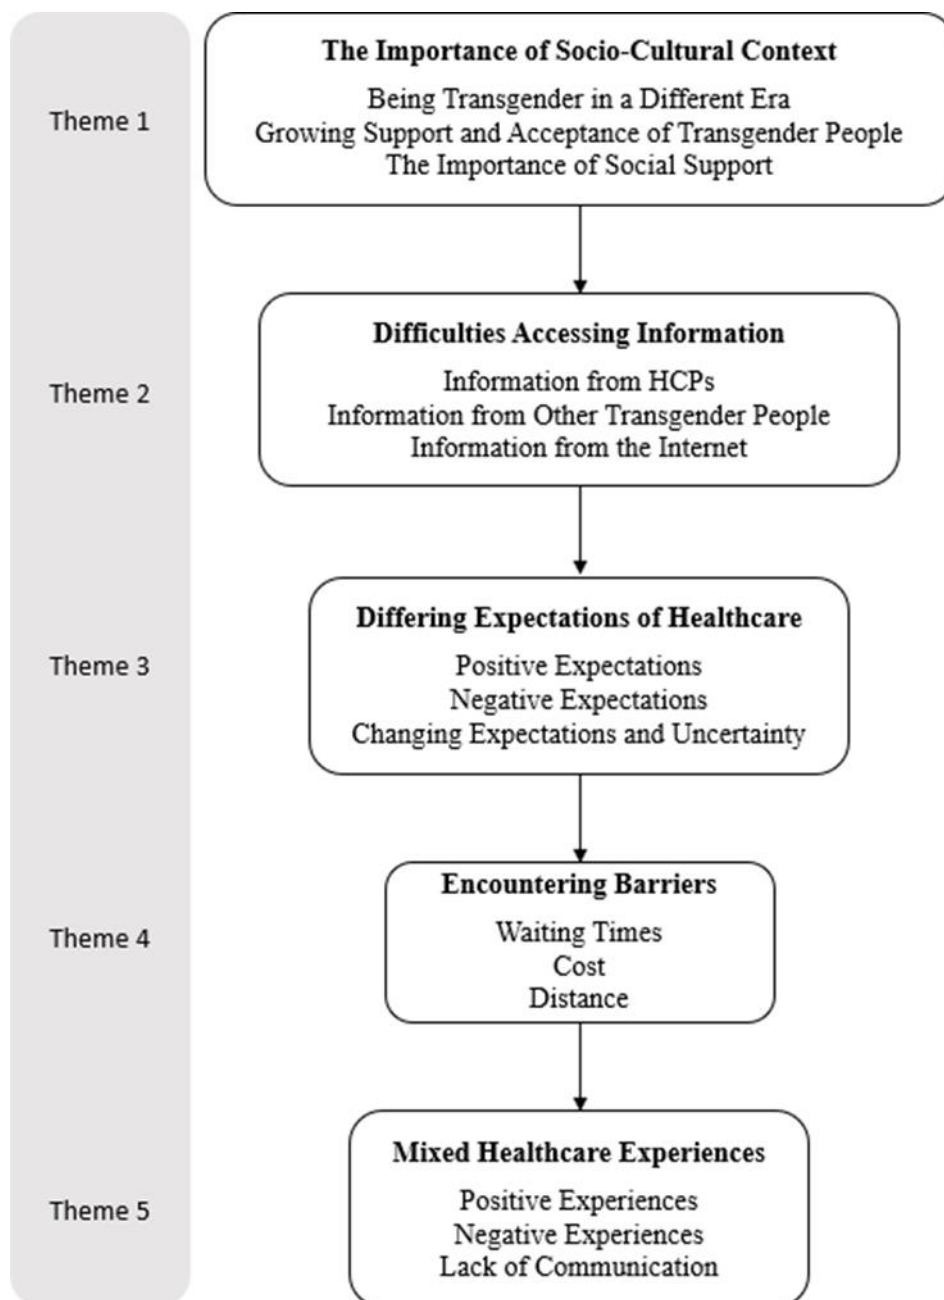 Theme 1
The Importance of Socio-Cultural Context
Being Transgender in a Different Era
Growing Support and Acceptance of Transgender People
The Importance of Social Support
Theme 2
Difficulties Accessing Information
Information from HCPs
Information from Other Transgender People
Information from the Internet
Theme 3
Differing Expectations of Healthcare
Positive Expectations
Negative Expectations
Changing Expectations and Uncertainty
Theme 4
Encountering Barriers
Waiting Times
Cost
Distance
Theme 5
Mixed Healthcare Experiences
Positive Experiences
Negative Experiences
Lack of Communication